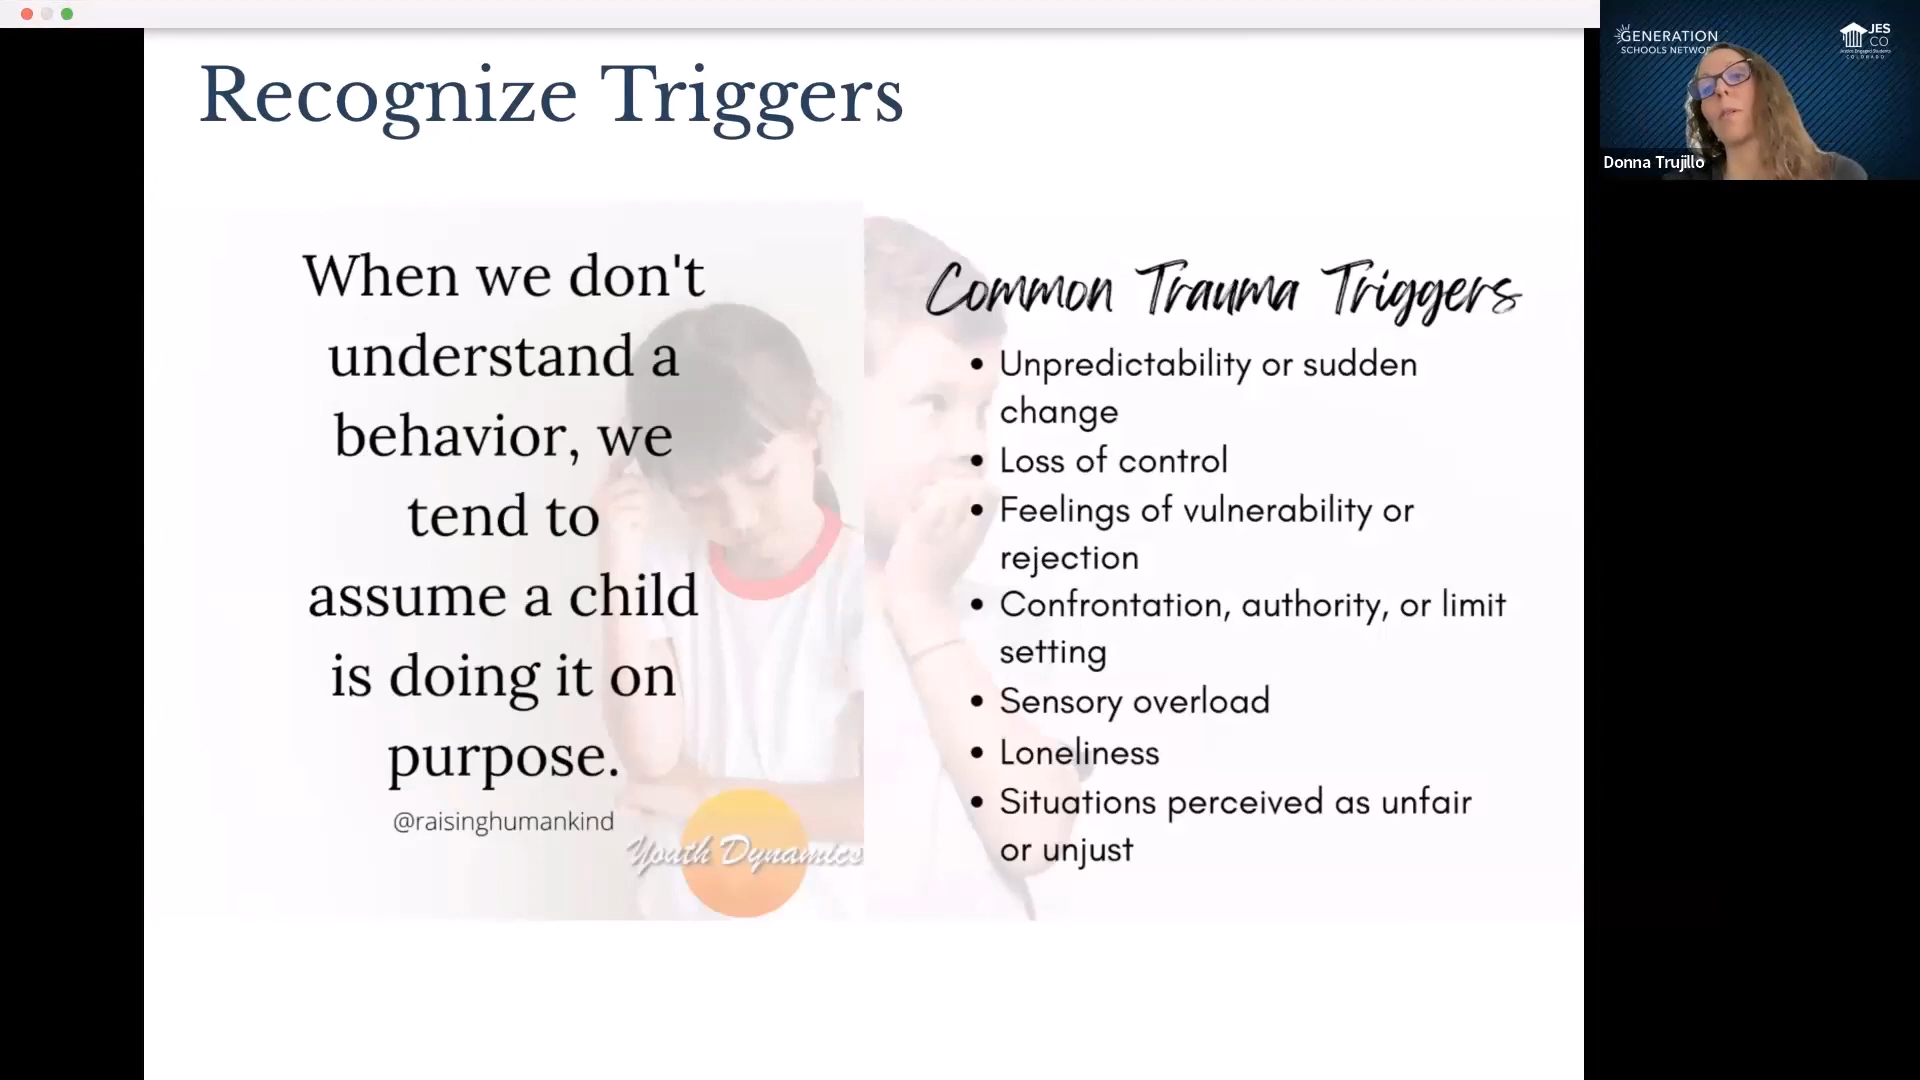 Recognize Triggers
When we don't
understand a
behavior, we
tend to
assume a child
is doing it on
purpose.
@raisinghumankind
Youth Dynamics
Common Trauma Triggers
• Unpredictability or sudden
change
• Loss of control
• Feelings of vulnerability or
rejection
• Confrontation, authority, or limit
setting
• Sensory overload
• Loneliness
• Situations perceived as unfair
or unjust
GENERATION
SCHOOLS NETWOR
JES
CO
COLORADO
Donna Trujillo